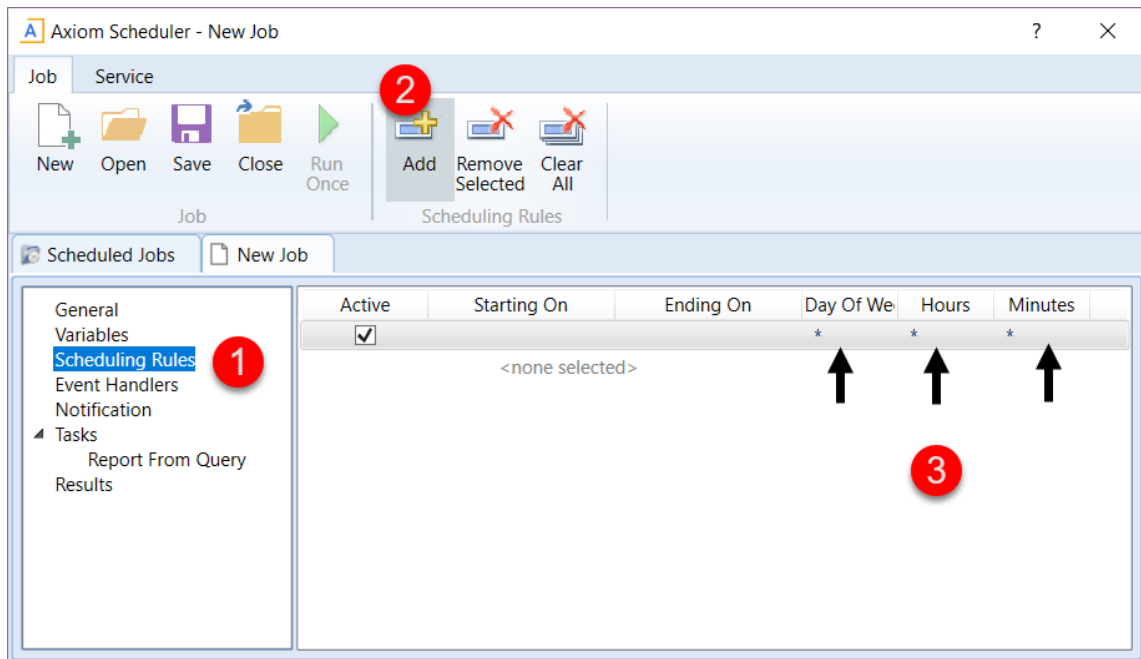 A Axiom Scheduler - New Job ?
Job Service
2
New Open Save Close Run Once Add Remove Selected Clear All
Job Scheduling Rules
Scheduled Jobs New Job
General
Variables
Scheduling Rules 1
Event Handlers
Notification
Tasks
Report From Query
Results
Active Starting On Ending On Day Of We Hours Minutes
* * *
<none selected>
3